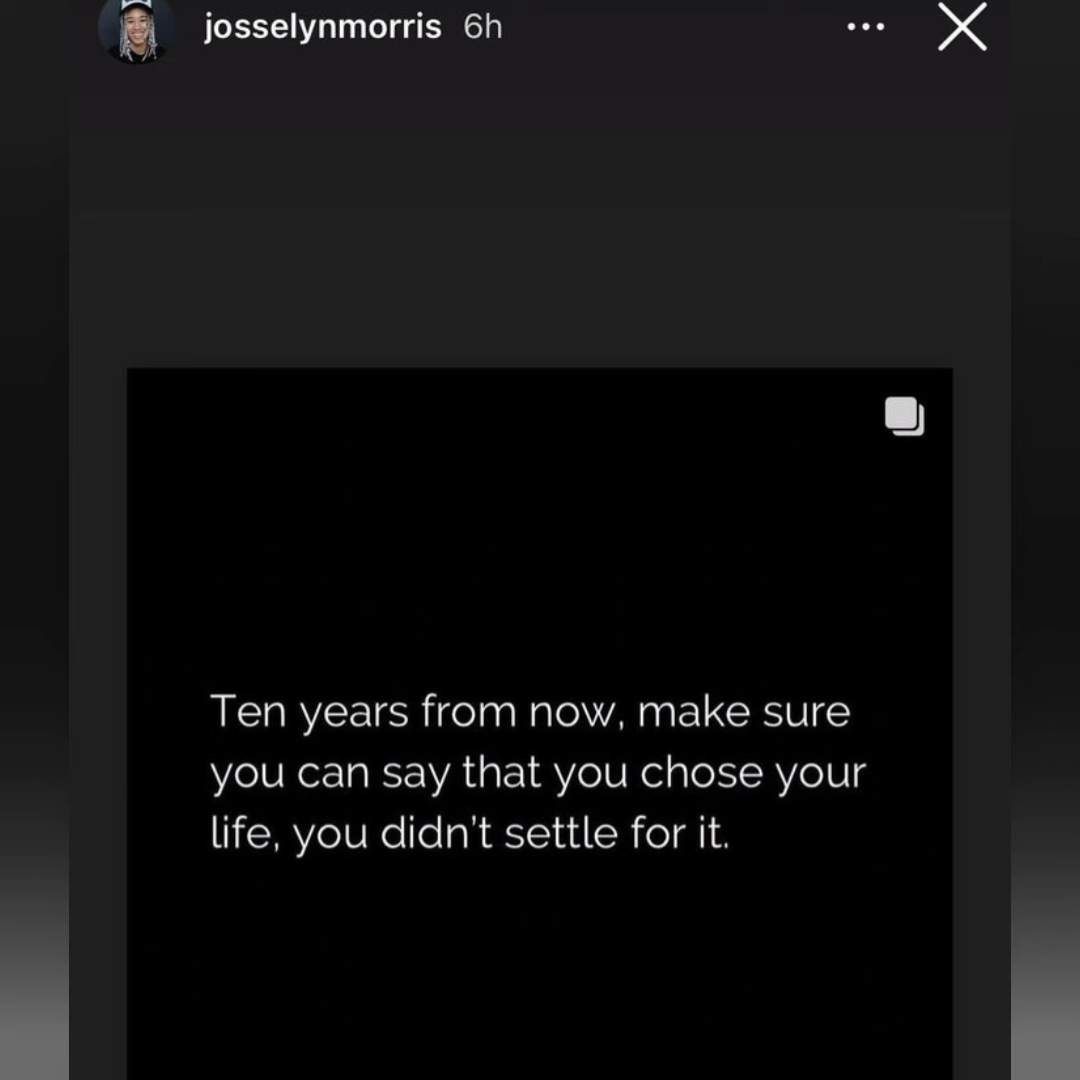 josselynmorris 6h
Ten years from now, make sure
you can say that you chose your
life, you didn’t settle for it.